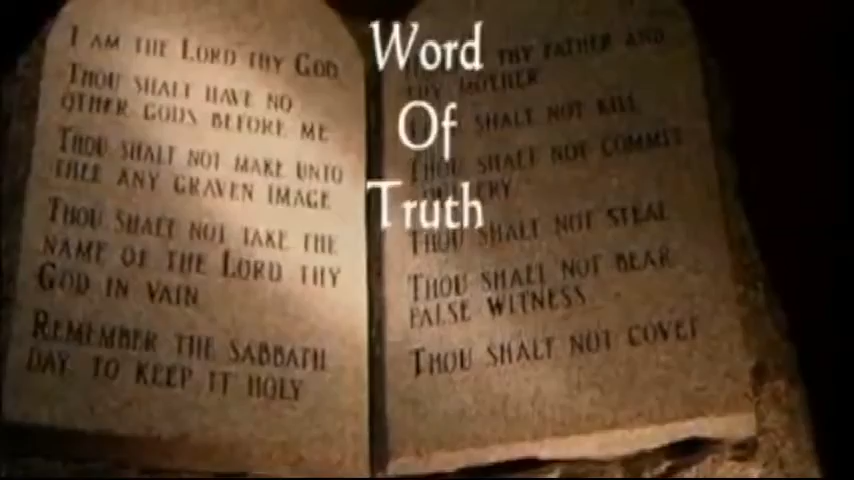 Word
Of
Truth
I AM THE LORD THY GOD
THOU SHALT HAVE NO
OTHER GODS BEFORE ME
THOU SHALT NOT MAKE UNTO
THEE ANY GRAVEN IMAGE
THOU SHALT NOT TAKE THE
NAME OF THE LORD THY
GOD IN VAIN
REMEMBER THE SABBATH
DAY, TO KEEP IT HOLY
THY FATHER AND
THY MOTHER
SHALT NOT KILL
THOU SHALT NOT COMMIT
THOU SHALT NOT STEAL
THOU SHALT NOT BEAR
FALSE WITNESS
THOU SHALT NOT COVET